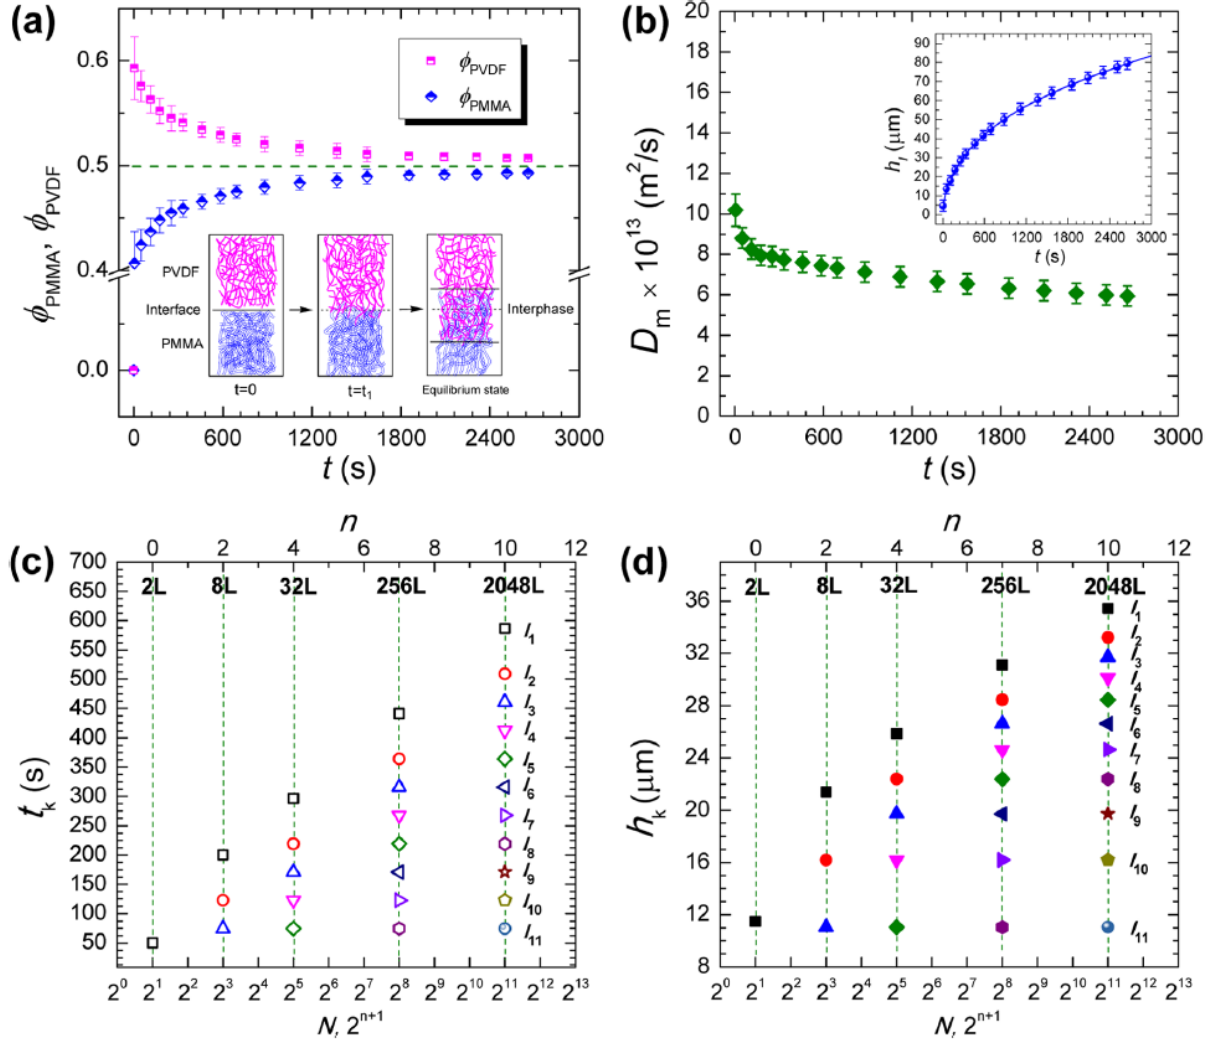 (a)
0.6
0.5
0.4
0.0
ϕPMMA, ϕPVDF
ϕPVDF
ϕPMMA
PVDF
Interface
PMMA
Interphase
t=0
t=t1
Equilibrium state
0 600 1200 1800 2400 3000
t (s)
(b)
20
18
16
14
12
10
8
6
4
2
0
Dm × 10^13 (m^2/s)
90
80
70
60
50
40
30
20
10
0
hI (μm)
0 600 1200 1800 2400 3000
t (s)
0 600 1200 1800 2400 3000
t (s)
(c)
n
0 2 4 6 8 10 12
700
650
600
550
500
450
400
350
300
250
200
150
100
50
tk (s)
2L 8L 32L 256L 2048L
I1
I2
I3
I4
I5
I6
I7
I8
I9
I10
I11
2^0 2^1 2^2 2^3 2^4 2^5 2^6 2^7 2^8 2^9 2^10 2^11 2^12 2^13
N, 2^n+1
(d)
n
0 2 4 6 8 10 12
36
32
28
24
20
16
12
8
hk (μm)
2L 8L 32L 256L 2048L
I1
I2
I3
I4
I5
I6
I7
I8
I9
I10
I11
2^0 2^1 2^2 2^3 2^4 2^5 2^6 2^7 2^8 2^9 2^10 2^11 2^12 2^13
N, 2^n+1